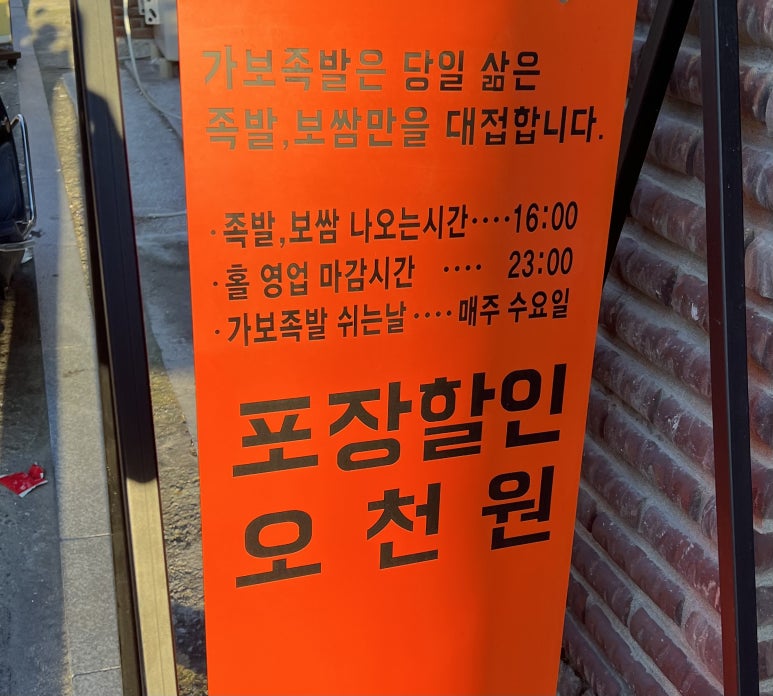 가보족발은 당일 삶은
족발,보쌈만을 대접합니다.
·족발,보쌈 나오는시간····16:00
·홀 영업 마감시간 ···· 23:00
·가보족발 쉬는날····매주 수요일
포장할인
오천원